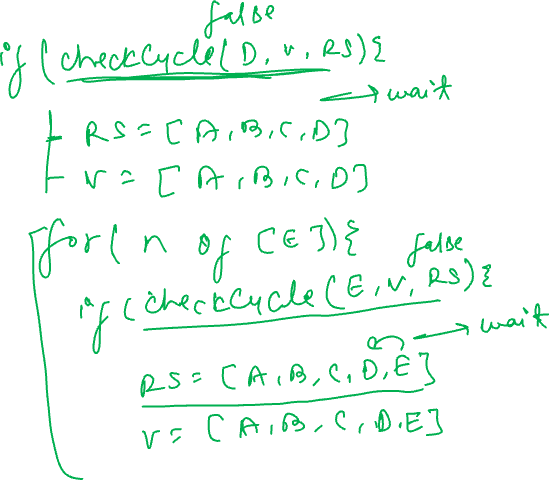 false
if (checkCycle(D, v, RS){
→ wait
RS = [A,B,C,D]
v = [A,B,C,D]
for( n of [E]){
false
if (checkCycle(E, v, RS){
→ wait
RS = [A, B, C, D, E]
v = [A, B, C, D, E]